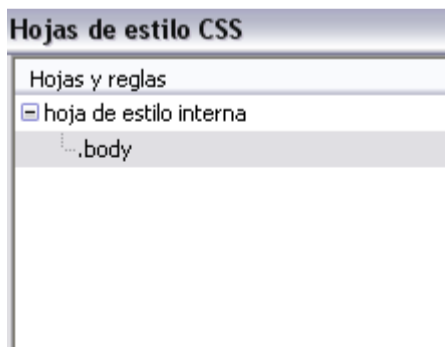 Hojas de estilo CSS
Hojas y reglas
hoja de estilo interna
.body